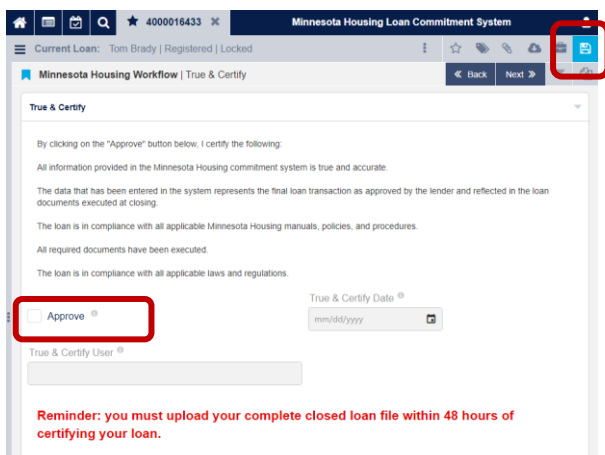 4000016433
Minnesota Housing Loan Commitment System
Current Loan: Tom Brady | Registered | Locked
Minnesota Housing Workflow | True & Certify
Back
Next
True & Certify
By clicking on the "Approve" button below, I certify the following:
All information provided in the Minnesota Housing commitment system is true and accurate.
The data that has been entered in the system represents the final loan transaction as approved by the lender and reflected in the loan
documents executed at closing.
The loan is in compliance with all applicable Minnesota Housing manuals, policies, and procedures.
All required documents have been executed.
The loan is in compliance with all applicable laws and regulations.
True & Certify Date
Approve
mm/dd/yyyy
True & Certify User
Reminder: you must upload your complete closed loan file within 48 hours of
certifying your loan.